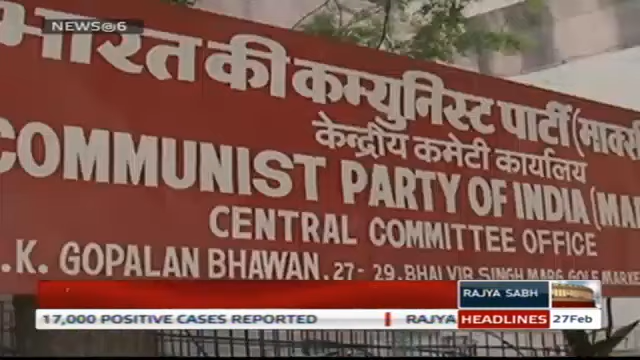 NEWS@6
भारत की कम्युनिस्ट पार्टी (मार्क्स
केन्द्रीय कमेटी कार्यालय
COMMUNIST PARTY OF INDIA (MA
CENTRAL COMMITTEE OFFICE
.K. GOPALAN BHAWAN, 27-29, BHAI VIR SINGH MARG, GOLE MARKE
RAJYA SABH
17,000 POSITIVE CASES REPORTED
RAJYA
HEADLINES
27Feb